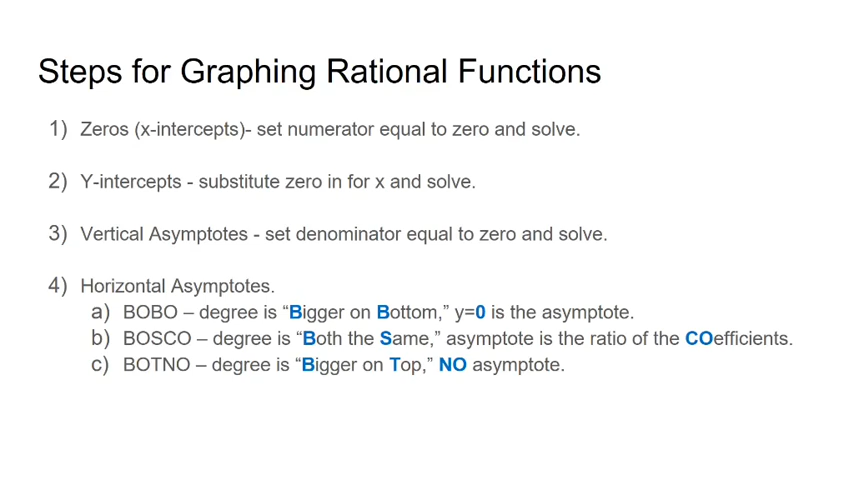 Steps for Graphing Rational Functions
1) Zeros (x-intercepts)- set numerator equal to zero and solve.
2) Y-intercepts - substitute zero in for x and solve.
3) Vertical Asymptotes - set denominator equal to zero and solve.
4) Horizontal Asymptotes.
a) BOBO – degree is “Bigger on Bottom,” y=0 is the asymptote.
b) BOSCO – degree is “Both the Same,” asymptote is the ratio of the COefficients.
c) BOTNO – degree is “Bigger on Top,” NO asymptote.